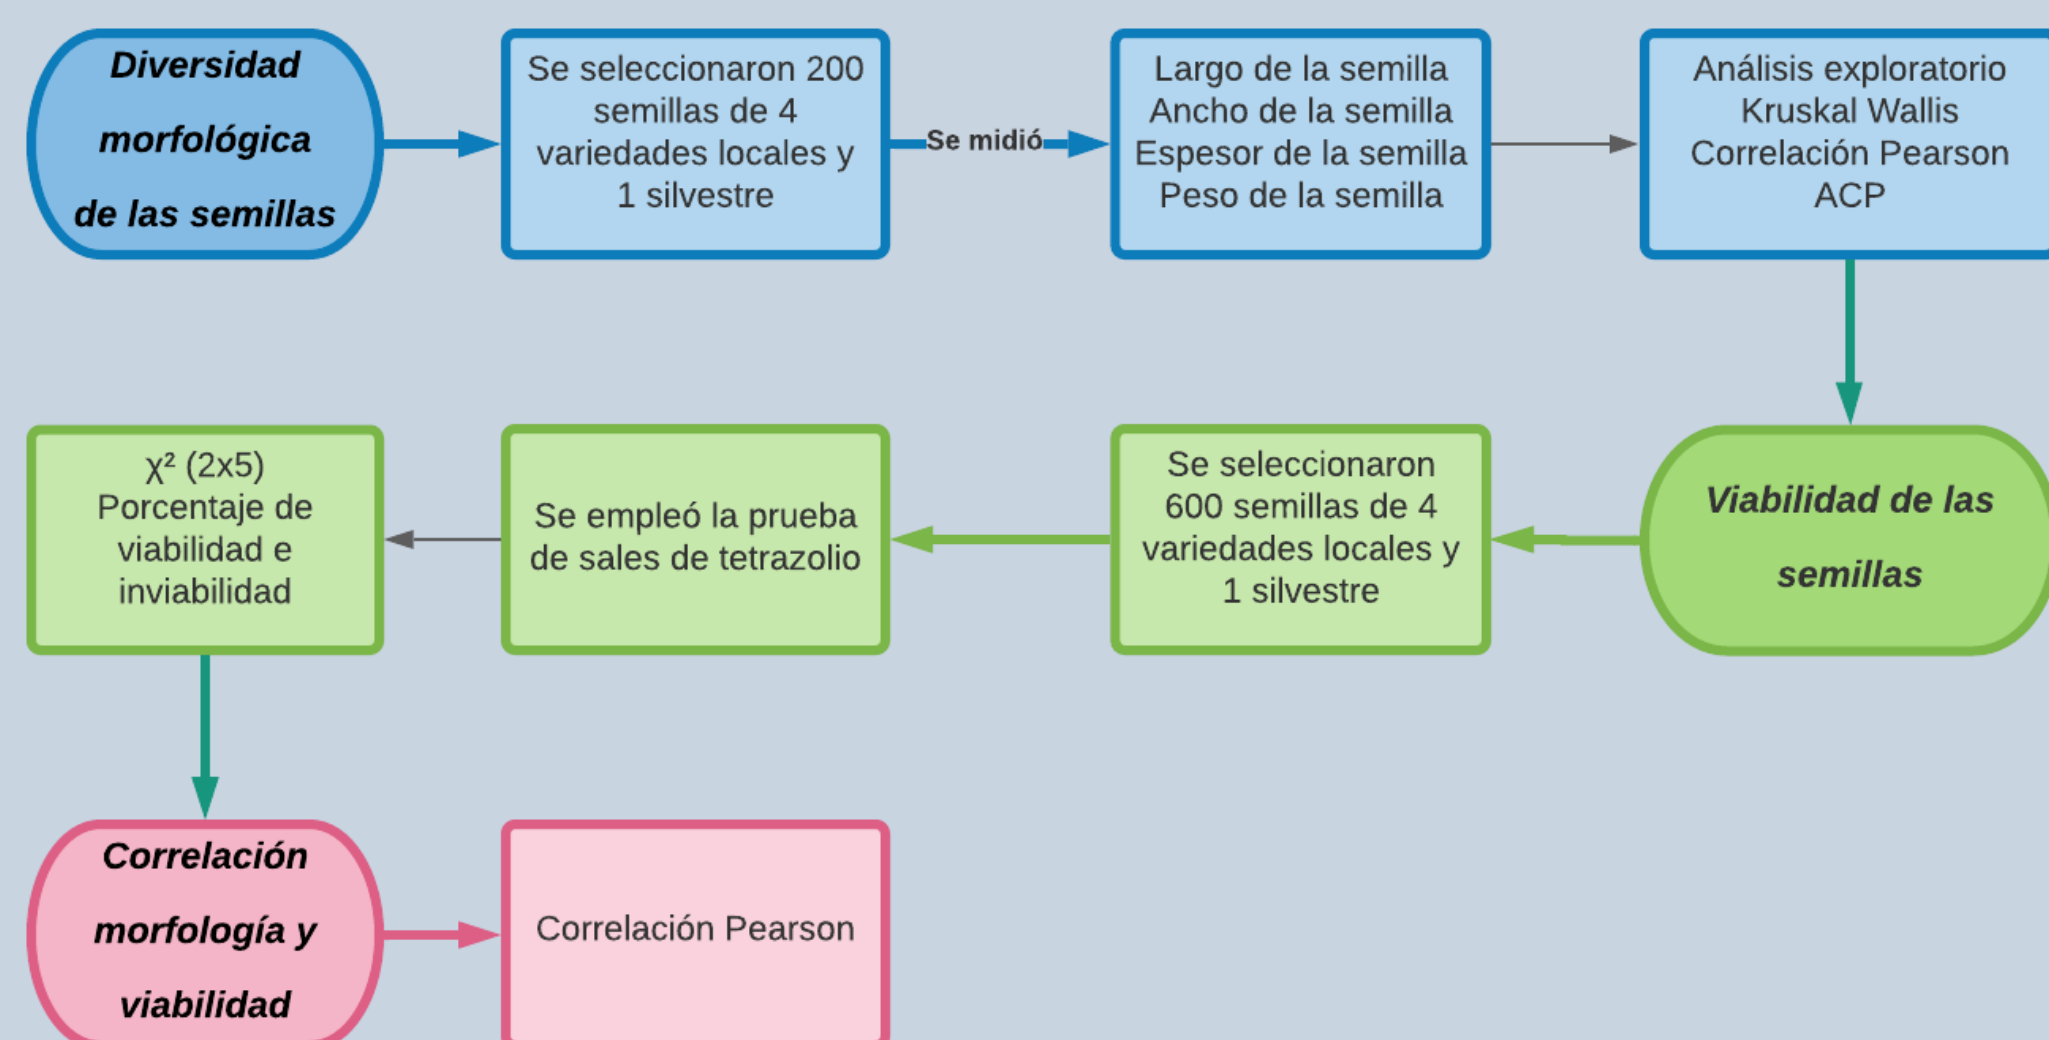 Diversidad
morfológica
de las semillas
Se seleccionaron 200
semillas de 4
variedades locales y
1 silvestre
Se midió
Largo de la semilla
Ancho de la semilla
Espesor de la semilla
Peso de la semilla
Análisis exploratorio
Kruskal Wallis
Correlación Pearson
ACP
Viabilidad de las
semillas
Se seleccionaron
600 semillas de 4
variedades locales y
1 silvestre
Se empleó la prueba
de sales de tetrazolio
χ² (2x5)
Porcentaje de
viabilidad e
inviabilidad
Correlación
morfología y
viabilidad
Correlación Pearson